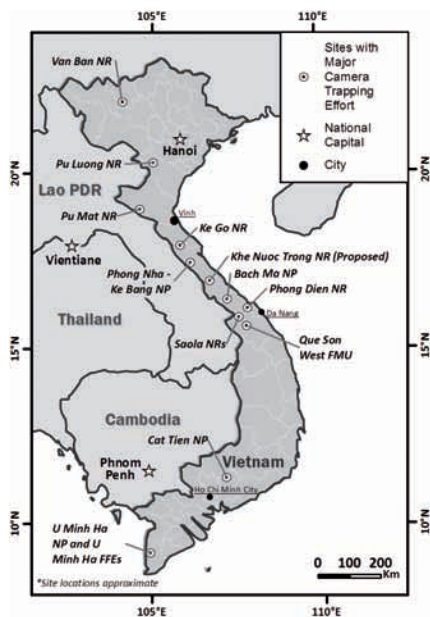 105°E
110°E
Sites with
Major
Camera
Trapping
Effort
National
Capital
City
Van Ban NR
Hanoi
Pu Luong NR
20°N
20°N
Lao PDR
Pu Mat NR
Vinh
Ke Go NR
Vientiane
Khe Nuoc Trong NR (Proposed)
Phong Nha -
Ke Bang NP
Bach Ma NP
Phong Dien NR
Thailand
Da Nang
Saola NRs
Que Son
West FMU
15°N
15°N
Cambodia
Cat Tien NP
Vietnam
Phnom
Penh
Ho Chi Minh City
10°N
10°N
U Minh Ha
NP and U
Minh Ha FFEs
0 100 200
Km
*Site locations approximate
105°E
110°E